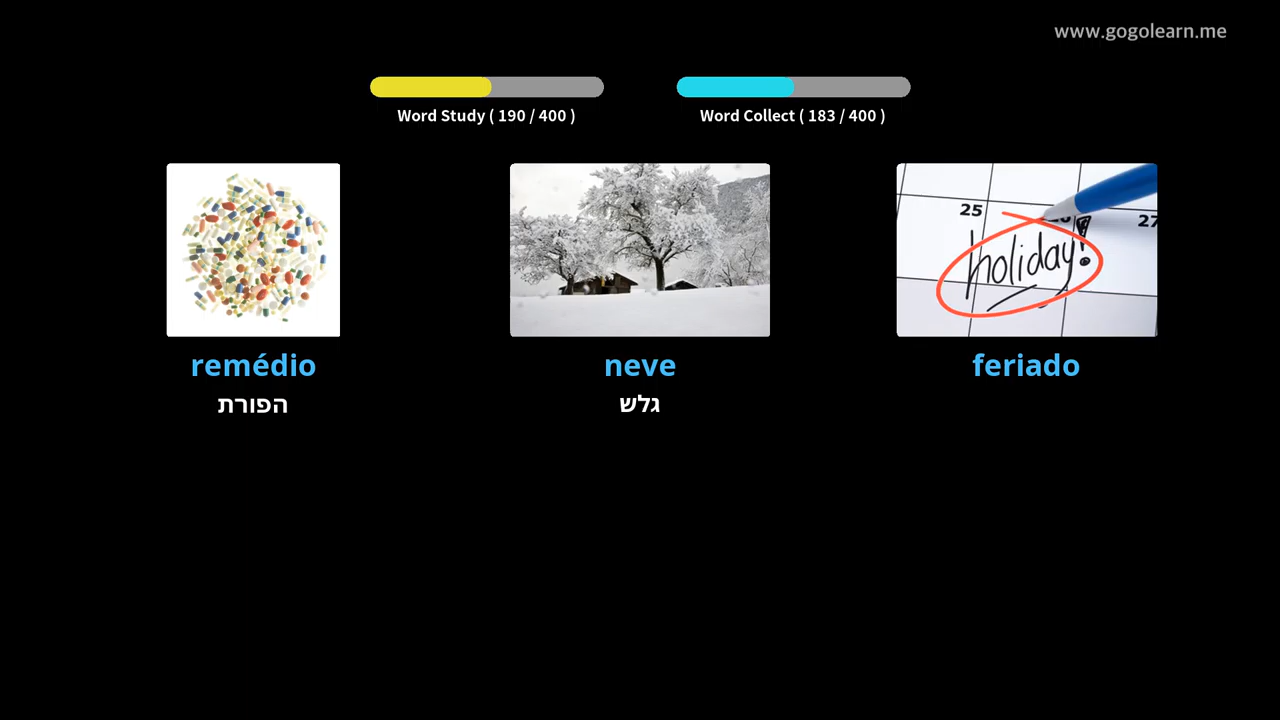 www.gogolearn.me
Word Study ( 190 / 400 )
Word Collect ( 183 / 400 )
25
27
holiday!
remédio
neve
feriado
הפורת
גלש